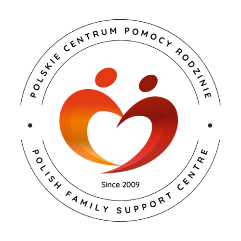 POLSKIE CENTRUM POMOCY RODZINIE
Since 2009
POLISH FAMILY SUPPORT CENTRE